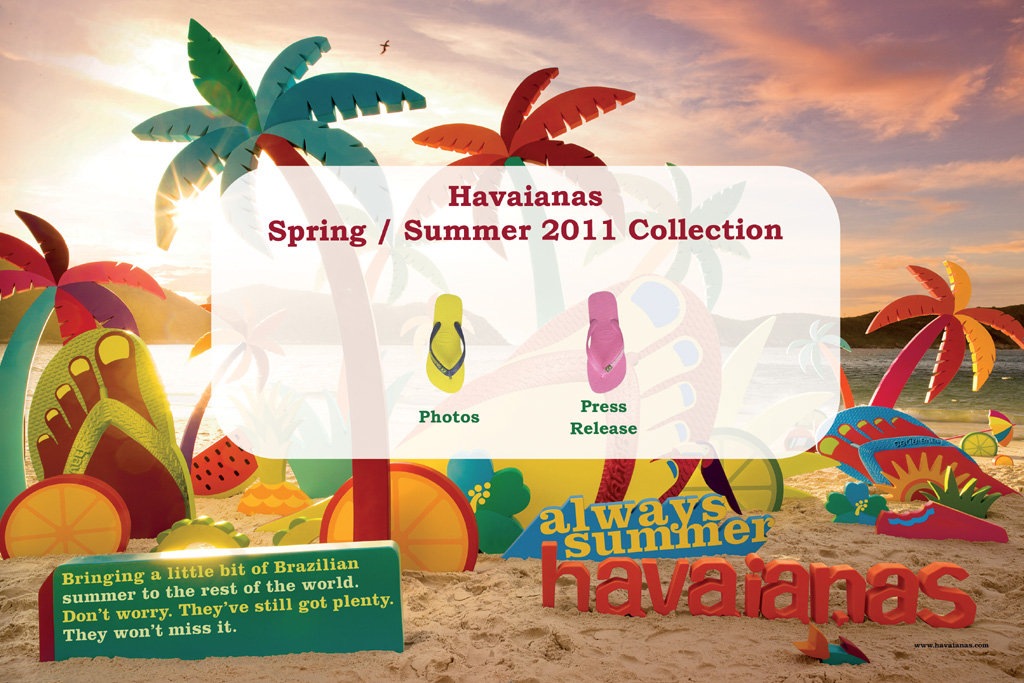 Havaianas
Spring / Summer 2011 Collection
Photos
Press
Release
always
summer
havaianas
Bringing a little bit of Brazilian
summer to the rest of the world.
Don't worry. They've still got plenty.
They won't miss it.
www.havaianas.com